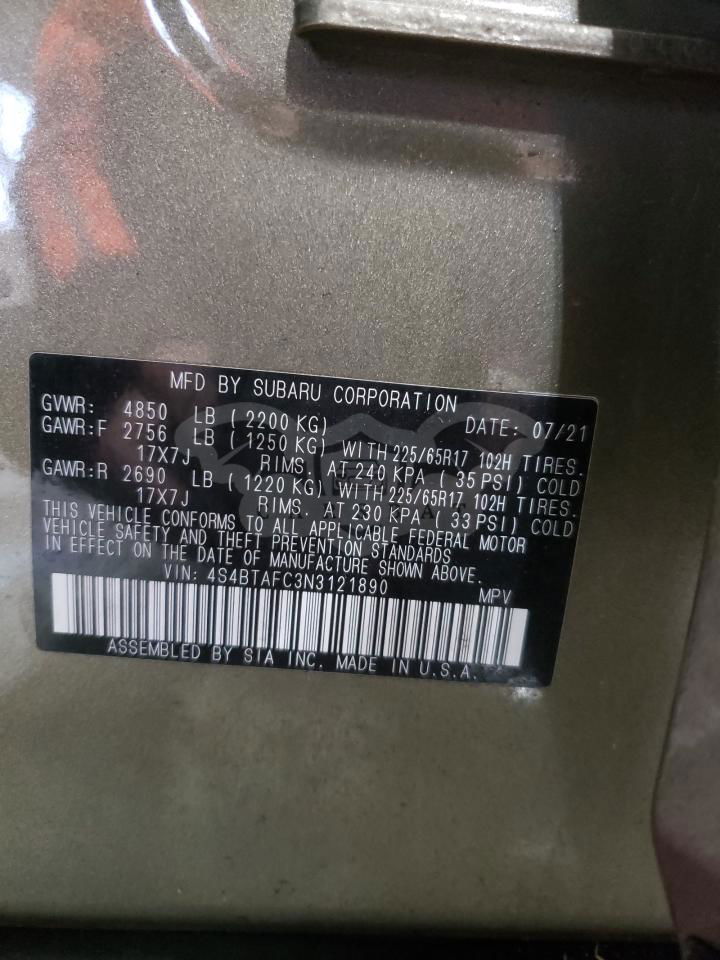 MFD BY SUBARU CORPORATION
GVWR: 4850 LB (2200 KG) DATE: 07/21
GAWR:F 2756 LB (1250 KG) WITH 225/65R17 102H TIRES.
17X7J RIMS. AT 240 KPA (35 PSI) COLD
GAWR:R 2690 LB (1220 KG) WITH 225/65R17 102H TIRES.
17X7J RIMS. AT 230 KPA (33 PSI) COLD
THIS VEHICLE CONFORMS TO ALL APPLICABLE FEDERAL MOTOR
VEHICLE SAFETY AND THEFT PREVENTION STANDARDS
IN EFFECT ON THE DATE OF MANUFACTURE SHOWN ABOVE.
VIN: 4S4BTAFC3N3121890 MPV
ASSEMBLED BY SIA INC. MADE IN U.S.A.